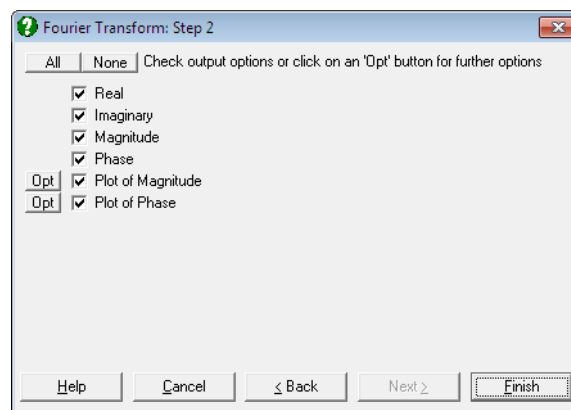 Fourier Transform: Step 2
All None Check output options or click on an 'Opt' button for further options
Real
Imaginary
Magnitude
Phase
Opt Plot of Magnitude
Opt Plot of Phase
Help Cancel < Back Next > Finish